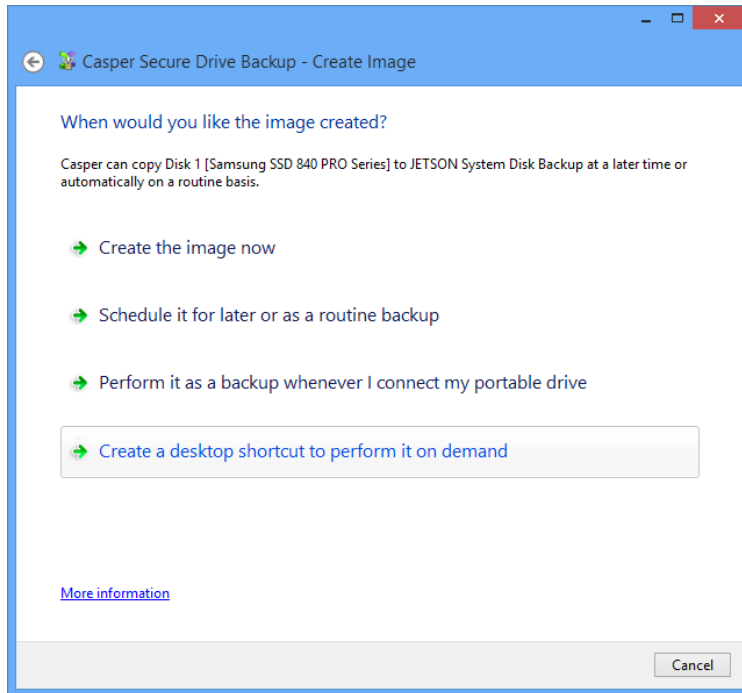 Casper Secure Drive Backup - Create Image
When would you like the image created?
Casper can copy Disk 1 [Samsung SSD 840 PRO Series] to JETSON System Disk Backup at a later time or
automatically on a routine basis.
Create the image now
Schedule it for later or as a routine backup
Perform it as a backup whenever I connect my portable drive
Create a desktop shortcut to perform it on demand
More information
Cancel